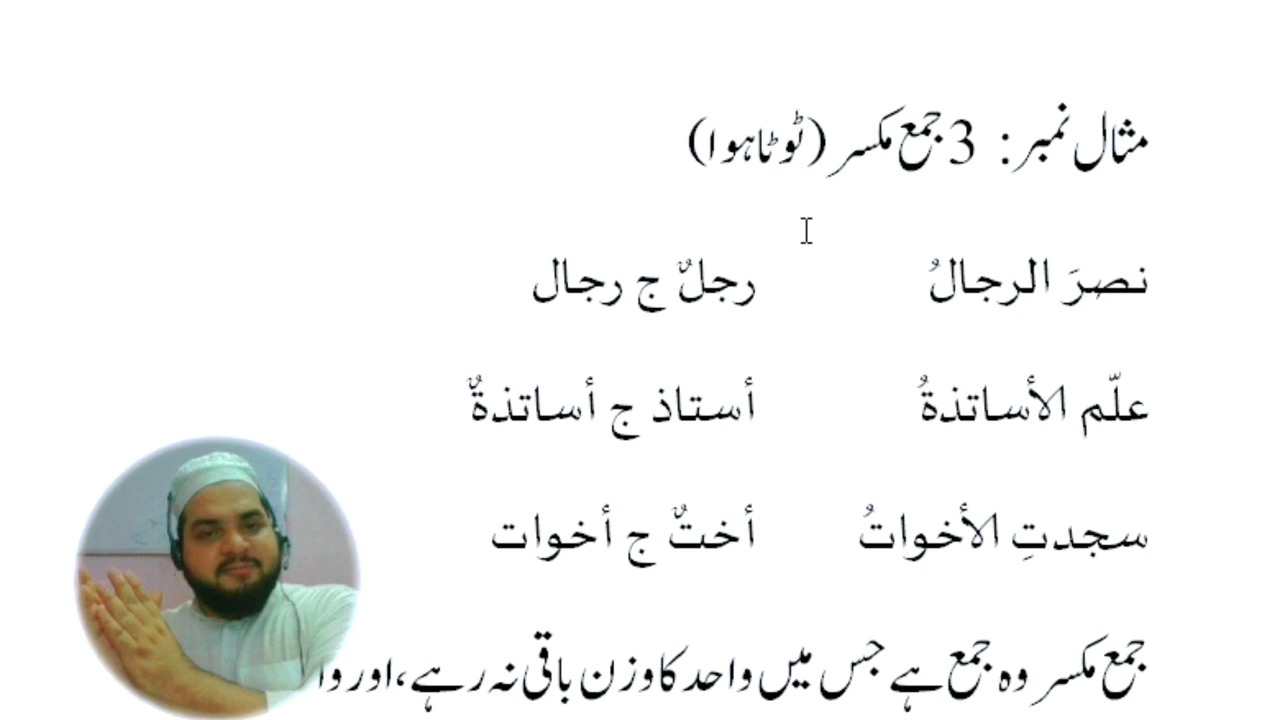 مثال نمبر: 3 جمع مکسر (ٹوٹا ہوا)
نصرَ الرجالُ رجلٌ ج رجال
علّم الأساتذةُ أستاذ ج أساتذةٌ
سجدتِ الأخواتُ أختٌ ج أخوات
جمع مکسر وہ جمع ہے جس میں واحد کا وزن باقی نہ رہے، اور وا